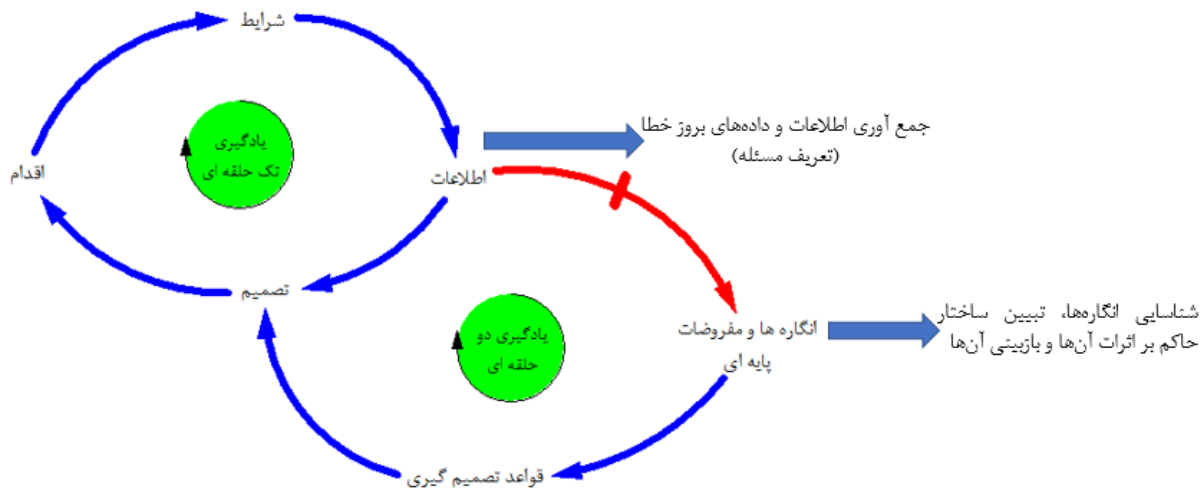 شرایط
یادگیری
تک حلقه ای
جمع آوری اطلاعات و داده‌های بروز خطا
(تعریف مسئله)
اقدام
اطلاعات
تصمیم
یادگیری دو
حلقه ای
انگاره ها و مفروضات
پایه ای
شناسایی انگاره‌ها، تبیین ساختار
حاکم بر اثرات آن‌ها و بازبینی آن‌ها
قواعد تصمیم گیری